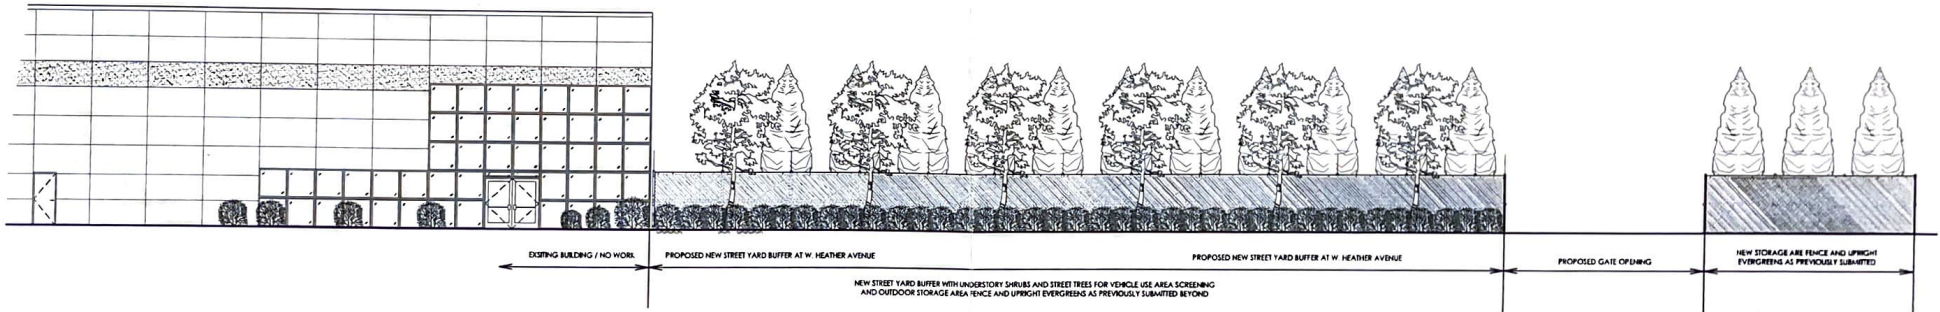 EXSITING BUILDING / NO WORK
PROPOSED NEW STREET YARD BUFFER AT W. HEATHER AVENUE
PROPOSED NEW STREET YARD BUFFER AT W. HEATHER AVENUE
PROPOSED GATE OPENING
NEW STORAGE ARE FENCE AND UPRIGHT
EVERGREENS AS PREVIOUSLY SUBMITTED
NEW STREET YARD BUFFER WITH UNDERSTORY SHRUBS AND STREET TREES FOR VEHICLE USE AREA SCREENING
AND OUTDOOR STORAGE AREA FENCE AND UPRIGHT EVERGREENS AS PREVIOUSLY SUBMITTED BEYOND